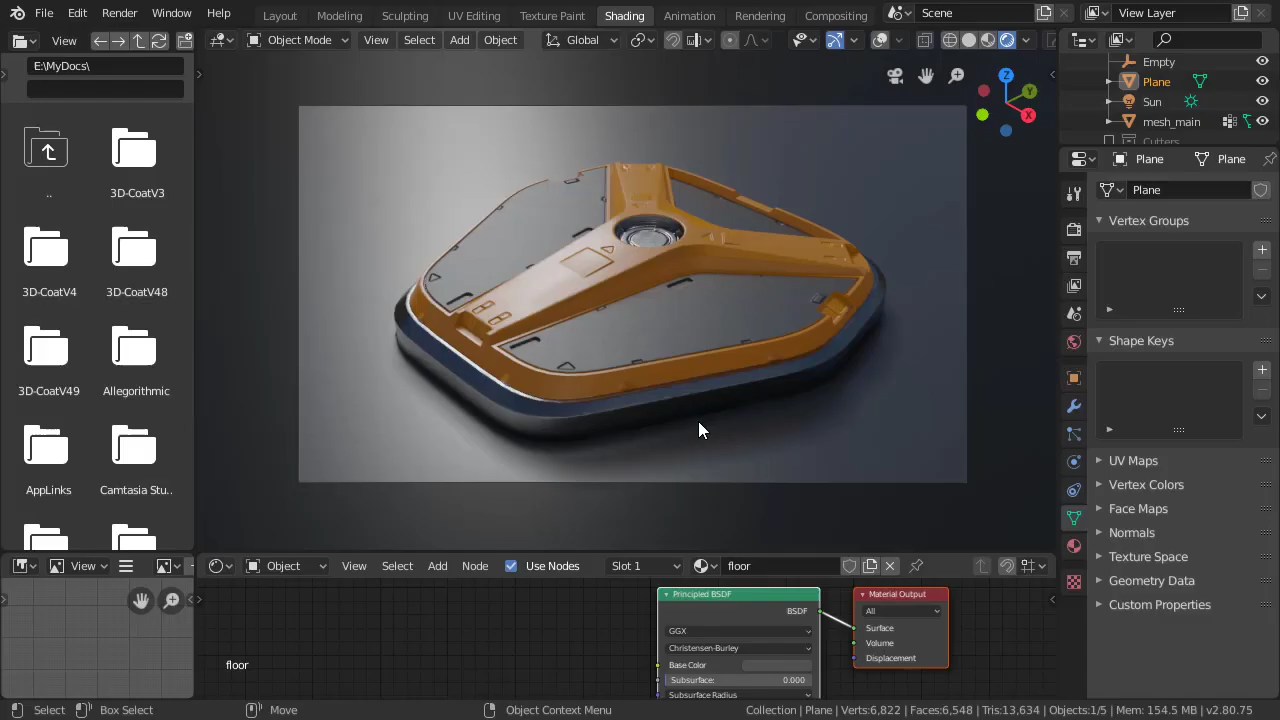 File Edit Render Window Help Layout Modeling Sculpting UV Editing Texture Paint Shading Animation Rendering Compositing Scene View Layer
View Object Mode View Select Add Object Global
E:\MyDocs\
Empty
Plane
Sun
mesh_main
Cutters
Z
Y
X
Plane Plane
Plane
Vertex Groups
Shape Keys
UV Maps
Vertex Colors
Face Maps
Normals
Texture Space
Geometry Data
Custom Properties
.. 3D-CoatV3
3D-CoatV4 3D-CoatV48
3D-CoatV49 Allegorithmic
AppLinks Camtasia Stu..
View Object View Select Add Node Use Nodes Slot 1 floor
Principled BSDF
BSDF
GGX
Christensen-Burley
Base Color
Subsurface: 0.000
Subsurface Radius
Material Output
All
Surface
Volume
Displacement
floor
Select Box Select Move Object Context Menu Collection | Plane | Verts:6,822 | Faces:6,548 | Tris:13,634 | Objects:1/5 | Mem: 154.5 MB | v2.80.75